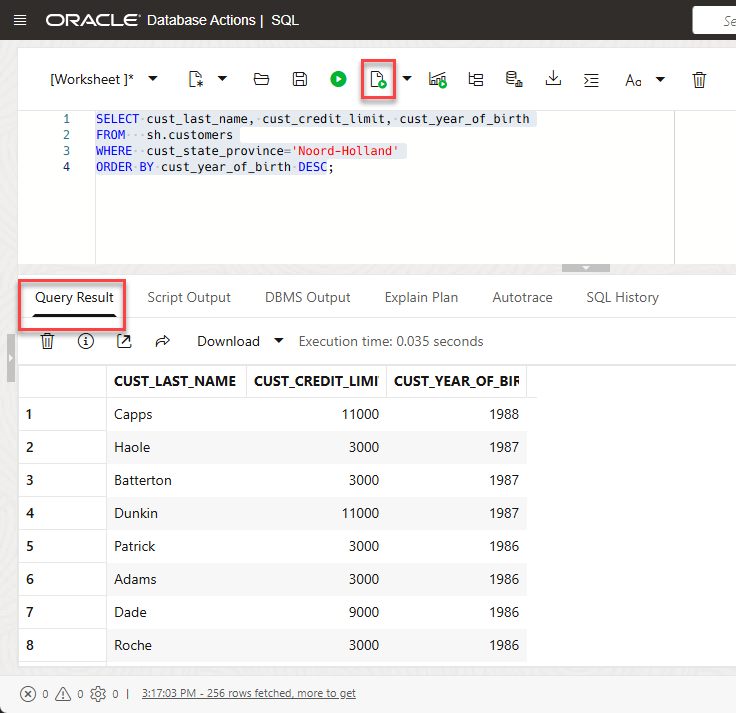 ORACLE Database Actions | SQL
Se
[Worksheet ]*
Aa
1 SELECT cust_last_name, cust_credit_limit, cust_year_of_birth
2 FROM   sh.customers
3 WHERE  cust_state_province='Noord-Holland'
4 ORDER BY cust_year_of_birth DESC;
Query Result Script Output DBMS Output Explain Plan Autotrace SQL History
Download Execution time: 0.035 seconds
CUST_LAST_NAME CUST_CREDIT_LIMI CUST_YEAR_OF_BIR
1 Capps 11000 1988
2 Haole 3000 1987
3 Batterton 3000 1987
4 Dunkin 11000 1987
5 Patrick 3000 1986
6 Adams 3000 1986
7 Dade 9000 1986
8 Roche 3000 1986
0 0 0 | 3:17:03 PM - 256 rows fetched, more to get